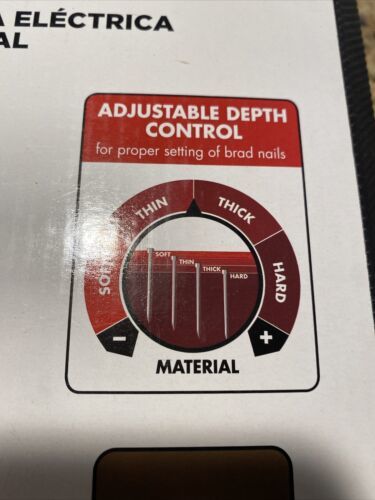 A ELÉCTRICA
AL
ADJUSTABLE DEPTH
CONTROL
for proper setting of brad nails
SOFT
THIN
THICK
HARD
SOFT
THIN
THICK
HARD
–
+
MATERIAL